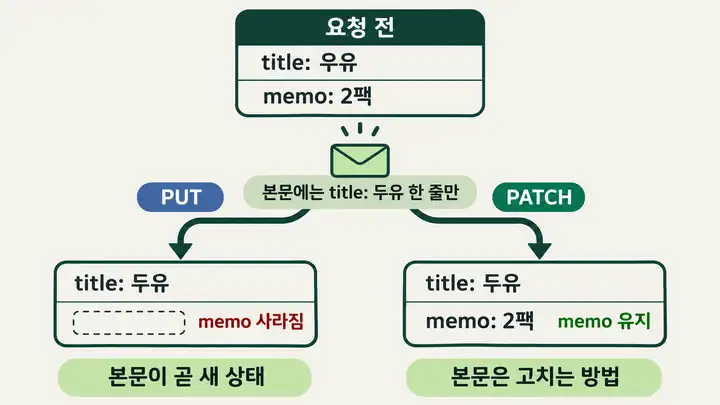 요청 전
title: 우유
memo: 2팩
본문에는 title: 두유 한 줄만
PUT
PATCH
title: 두유
memo 사라짐
본문이 곧 새 상태
title: 두유
memo: 2팩 memo 유지
본문은 고치는 방법